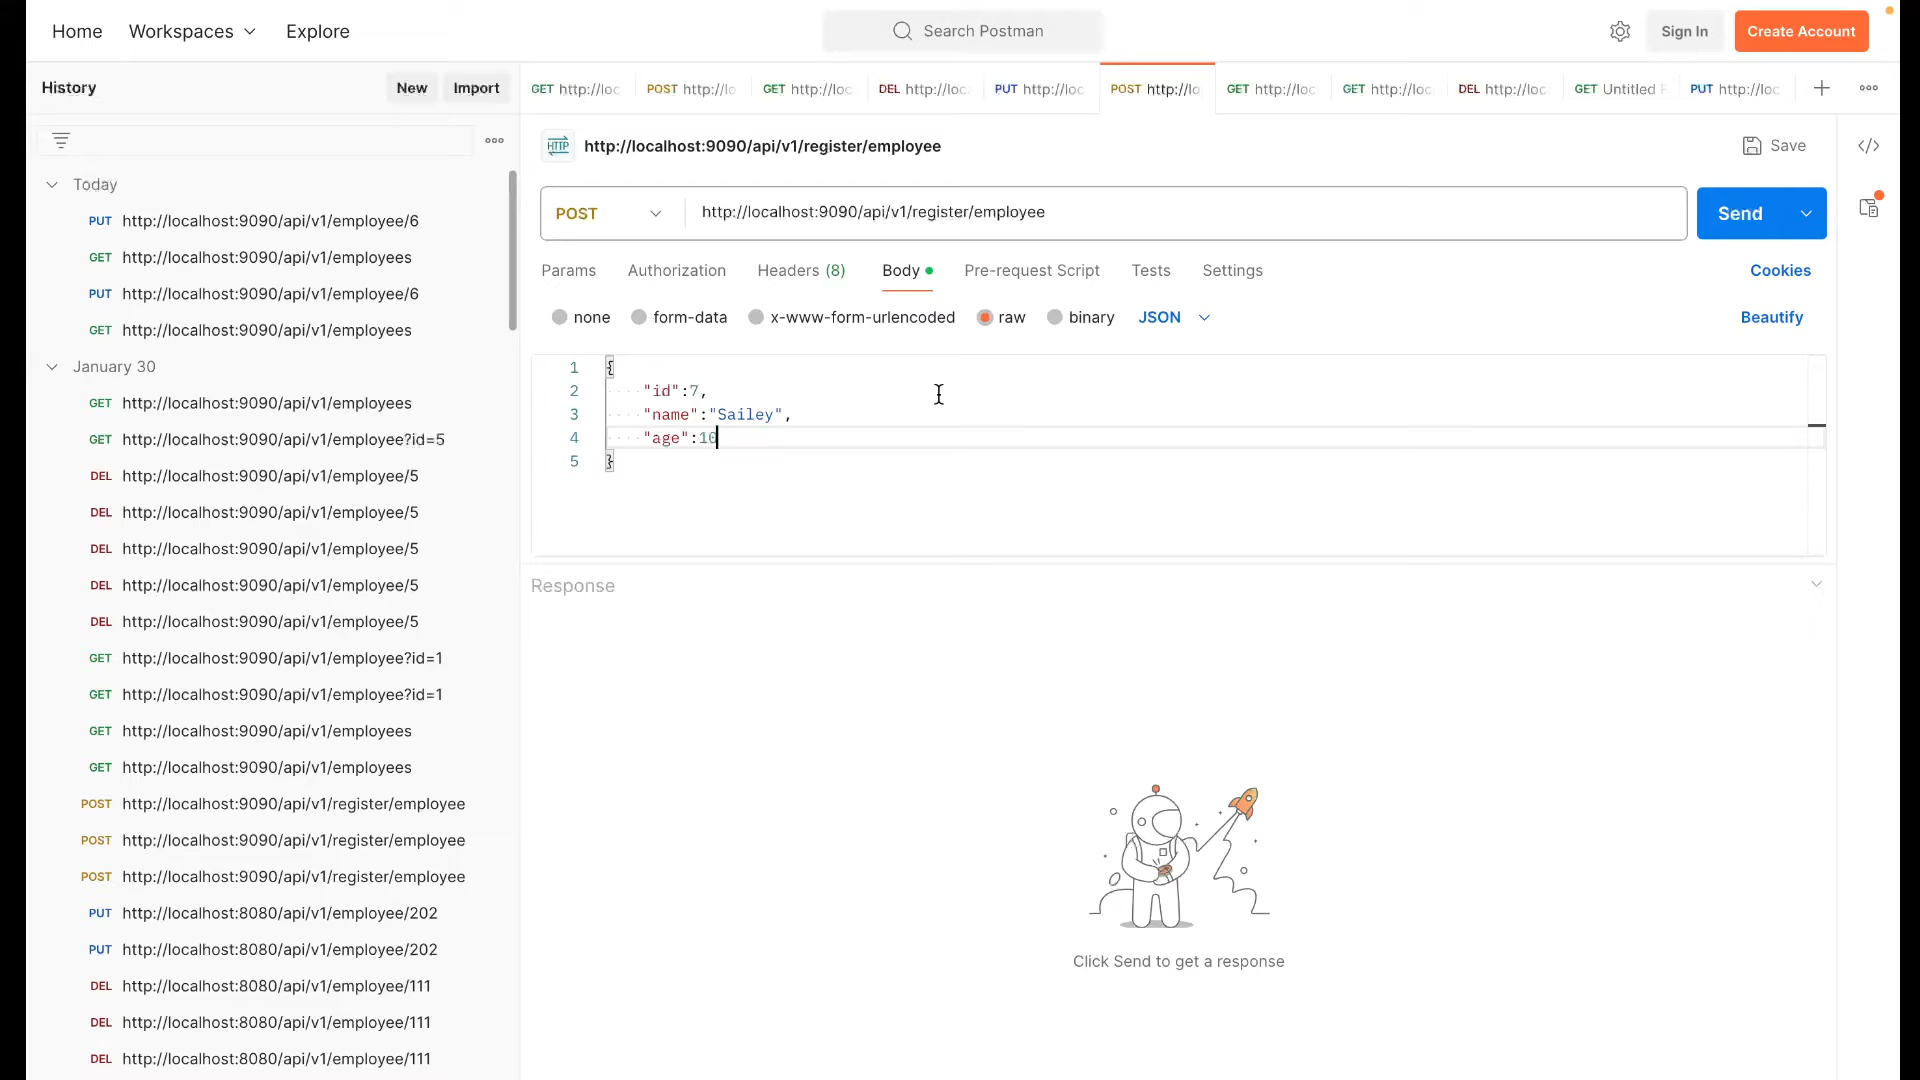 Home
Workspaces
Explore
Search Postman
Sign In
Create Account
History
New
Import
GET http://loc
POST http://lo
GET http://loc
DEL http://loc
PUT http://loc
POST http://lo
GET http://loc
GET http://loc
DEL http://loc
GET Untitled R
PUT http://loc
HTTP
http://localhost:9090/api/v1/register/employee
Save
Today
PUT http://localhost:9090/api/v1/employee/6
GET http://localhost:9090/api/v1/employees
PUT http://localhost:9090/api/v1/employee/6
GET http://localhost:9090/api/v1/employees
January 30
GET http://localhost:9090/api/v1/employees
GET http://localhost:9090/api/v1/employee?id=5
DEL http://localhost:9090/api/v1/employee/5
DEL http://localhost:9090/api/v1/employee/5
DEL http://localhost:9090/api/v1/employee/5
DEL http://localhost:9090/api/v1/employee/5
DEL http://localhost:9090/api/v1/employee/5
GET http://localhost:9090/api/v1/employee?id=1
GET http://localhost:9090/api/v1/employee?id=1
GET http://localhost:9090/api/v1/employees
GET http://localhost:9090/api/v1/employees
POST http://localhost:9090/api/v1/register/employee
POST http://localhost:9090/api/v1/register/employee
POST http://localhost:9090/api/v1/register/employee
PUT http://localhost:8080/api/v1/employee/202
PUT http://localhost:8080/api/v1/employee/202
DEL http://localhost:8080/api/v1/employee/111
DEL http://localhost:8080/api/v1/employee/111
DEL http://localhost:8080/api/v1/employee/111
POST
http://localhost:9090/api/v1/register/employee
Send
Params
Authorization
Headers (8)
Body
Pre-request Script
Tests
Settings
Cookies
none
form-data
x-www-form-urlencoded
raw
binary
JSON
Beautify
1 {
2 "id":7,
3 "name":"Sailey",
4 "age":10
5 }
Response
Click Send to get a response